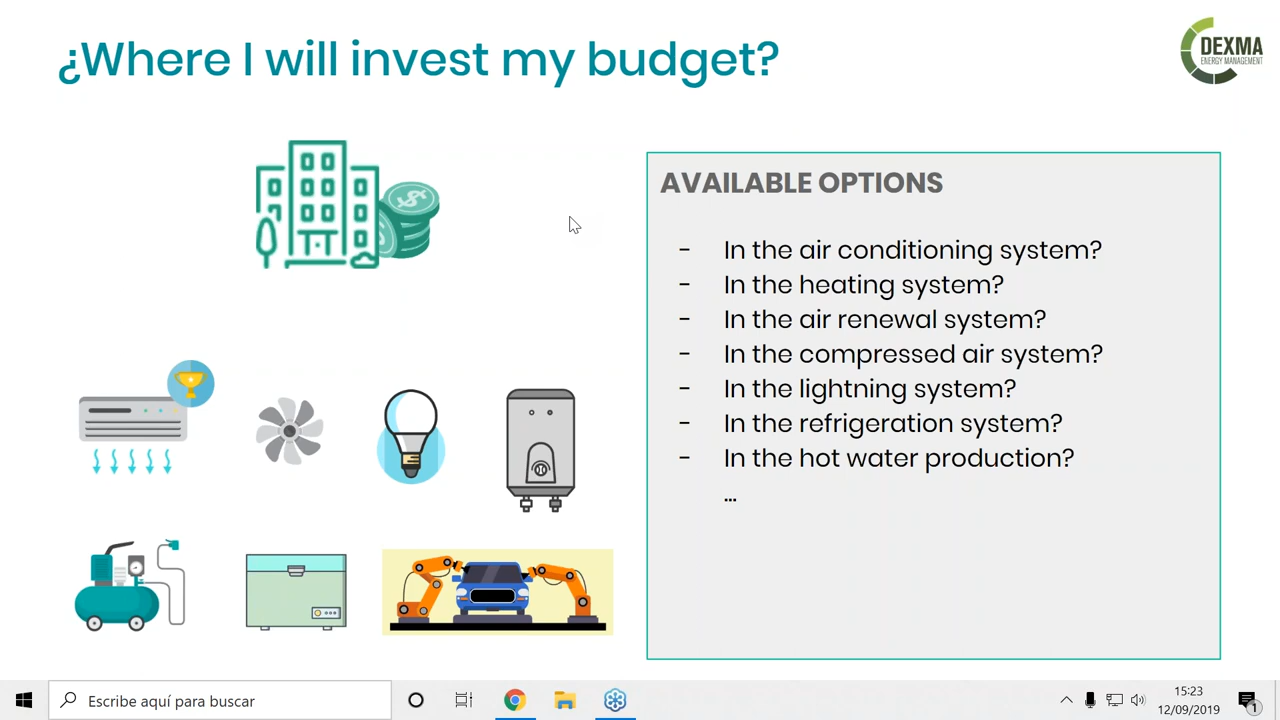 ¿Where I will invest my budget?
DEXMA
ENERGY MANAGEMENT
AVAILABLE OPTIONS
- In the air conditioning system?
- In the heating system?
- In the air renewal system?
- In the compressed air system?
- In the lightning system?
- In the refrigeration system?
- In the hot water production?
...
Escribe aquí para buscar
15:23
12/09/2019
1